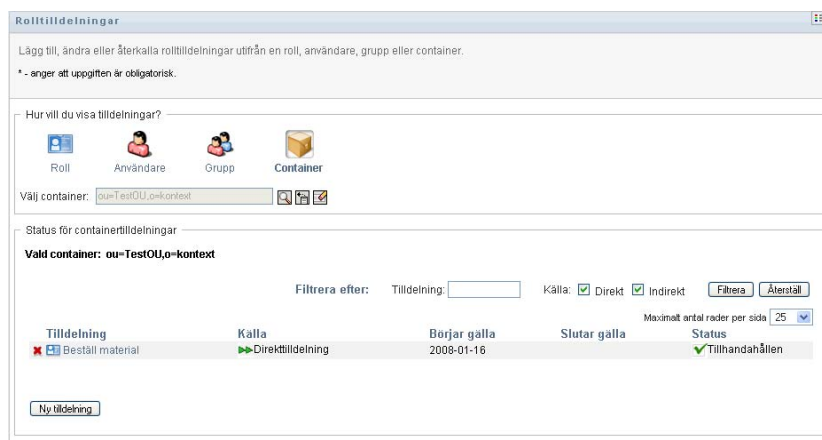 Rolltilldelningar
Lägg till, ändra eller återkalla rolltilldelningar utifrån en roll, användare, grupp eller container.
* - anger att uppgiften är obligatorisk.
Hur vill du visa tilldelningar?
Roll Användare Grupp Container
Välj container: ou=TestOU,o=kontext
Status för containertilldelningar
Vald container: ou=TestOU,o=kontext
Filtrera efter: Tilldelning: Källa: Direkt Indirekt Filtrera Återställ
Maximalt antal rader per sida 25
Tilldelning Källa Börjar gälla Slutar gälla Status
Beställ material Direkttilldelning 2008-01-16 Tillhandahållen
Ny tilldelning